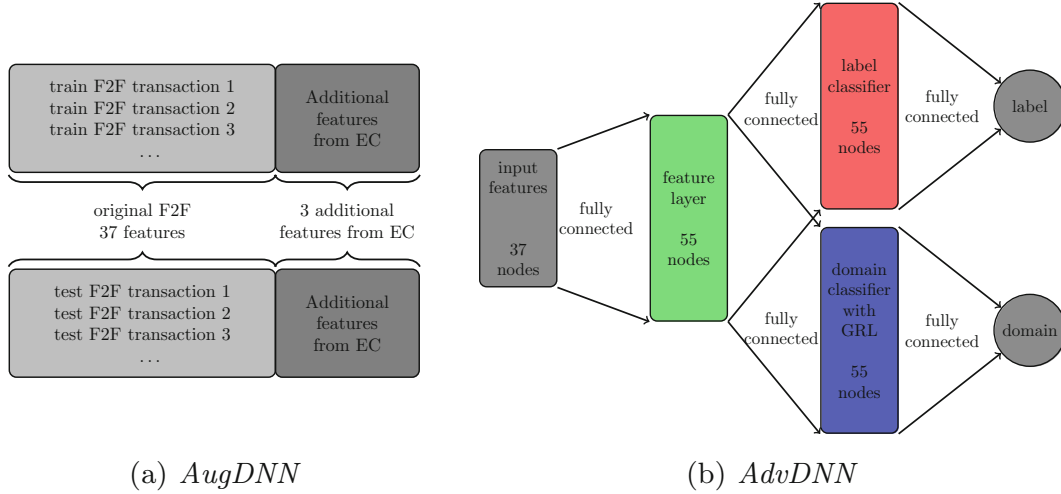 train F2F transaction 1
train F2F transaction 2
train F2F transaction 3
...
Additional
features
from EC
original F2F
37 features
3 additional
features from EC
test F2F transaction 1
test F2F transaction 2
test F2F transaction 3
...
Additional
features
from EC
(a) AugDNN
input
features
37
nodes
fully
connected
feature
layer
55
nodes
fully
connected
label
classifier
55
nodes
fully
connected
label
fully
connected
domain
classifier
with
GRL
55
nodes
fully
connected
domain
(b) AdvDNN